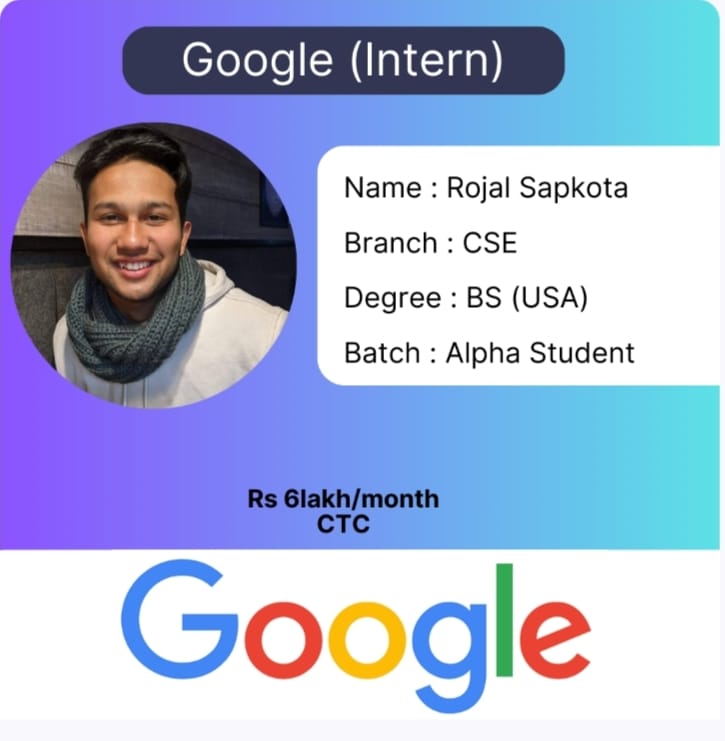 Google (Intern)
Name : Rojal Sapkota
Branch : CSE
Degree : BS (USA)
Batch : Alpha Student
Rs 6lakh/month
CTC
Google